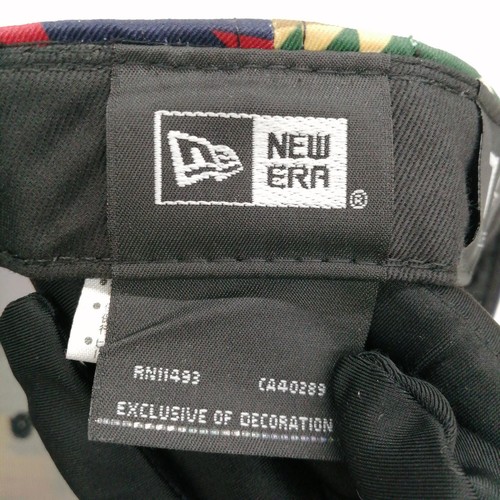 NEW
ERA
®
RN11493 CA40289
EXCLUSIVE OF DECORATION